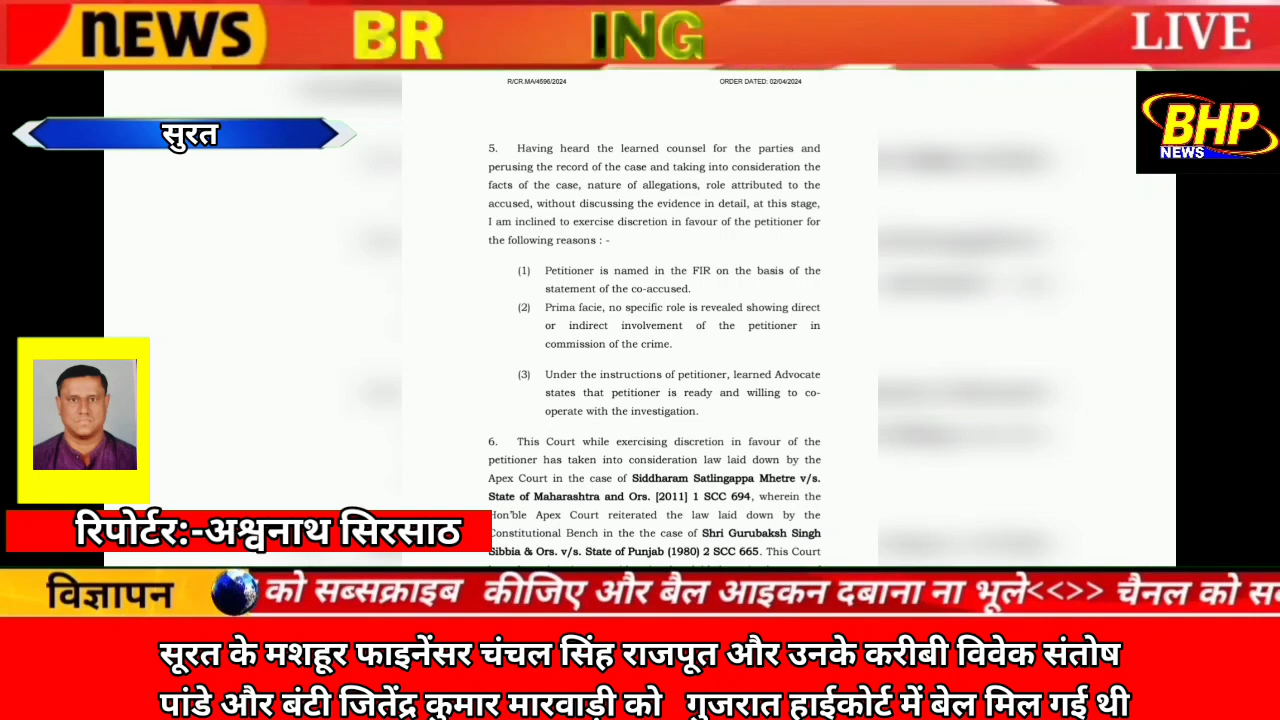 NEWS BR ING LIVE
R/CR.MA/4596/2024 ORDER DATED: 02/04/2024
BHP
NEWS
सुरत
5. Having heard the learned counsel for the parties and
perusing the record of the case and taking into consideration the
facts of the case, nature of allegations, role attributed to the
accused, without discussing the evidence in detail, at this stage,
I am inclined to exercise discretion in favour of the petitioner for
the following reasons : -
(1) Petitioner is named in the FIR on the basis of the
statement of the co-accused.
(2) Prima facie, no specific role is revealed showing direct
or indirect involvement of the petitioner in
commission of the crime.
(3) Under the instructions of petitioner, learned Advocate
states that petitioner is ready and willing to co-
operate with the investigation.
6. This Court while exercising discretion in favour of the
petitioner has taken into consideration law laid down by the
Apex Court in the case of Siddharam Satlingappa Mhetre v/s.
State of Maharashtra and Ors. [2011] 1 SCC 694, wherein the
Hon'ble Apex Court reiterated the law laid down by the
Constitutional Bench in the the case of Shri Gurubaksh Singh
Sibbia & Ors. v/s. State of Punjab (1980) 2 SCC 665. This Court
रिपोर्टर:-अश्वनाथ सिरसाठ
विज्ञापन को सब्सक्राइब कीजिए और बैल आइकन दबाना ना भूले<<>> चैनल को
सूरत के मशहूर फाइनेंसर चंचल सिंह राजपूत और उनके करीबी विवेक संतोष
पांडे और बंटी जितेंद्र कुमार मारवाड़ी को गुजरात हाईकोर्ट में बेल मिल गई थी